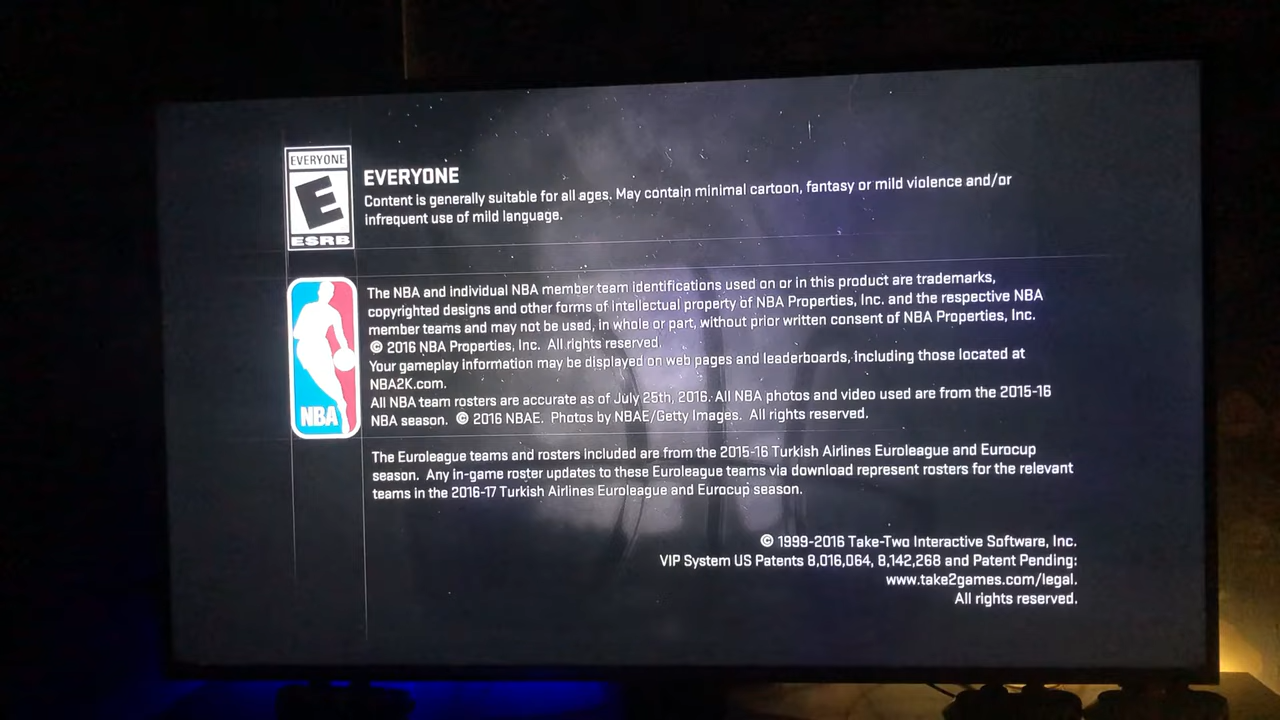 EVERYONE
E
ESRB
EVERYONE
Content is generally suitable for all ages. May contain minimal cartoon, fantasy or mild violence and/or
infrequent use of mild language.
NBA
The NBA and individual NBA member team identifications used on or in this product are trademarks,
copyrighted designs and other forms of intellectual property of NBA Properties, Inc. and the respective NBA
member teams and may not be used, in whole or part, without prior written consent of NBA Properties, Inc.
© 2016 NBA Properties, Inc. All rights reserved.
Your gameplay information may be displayed on web pages and leaderboards, including those located at
NBA2K.com.
All NBA team rosters are accurate as of July 25th, 2016. All NBA photos and video used are from the 2015-16
NBA season. © 2016 NBAE. Photos by NBAE/Getty Images. All rights reserved.
The Euroleague teams and rosters included are from the 2015-16 Turkish Airlines Euroleague and Eurocup
season. Any in-game roster updates to these Euroleague teams via download represent rosters for the relevant
teams in the 2016-17 Turkish Airlines Euroleague and Eurocup season.
© 1999-2016 Take-Two Interactive Software, Inc.
VIP System US Patents 8,016,064, 8,142,268 and Patent Pending:
www.take2games.com/legal.
All rights reserved.